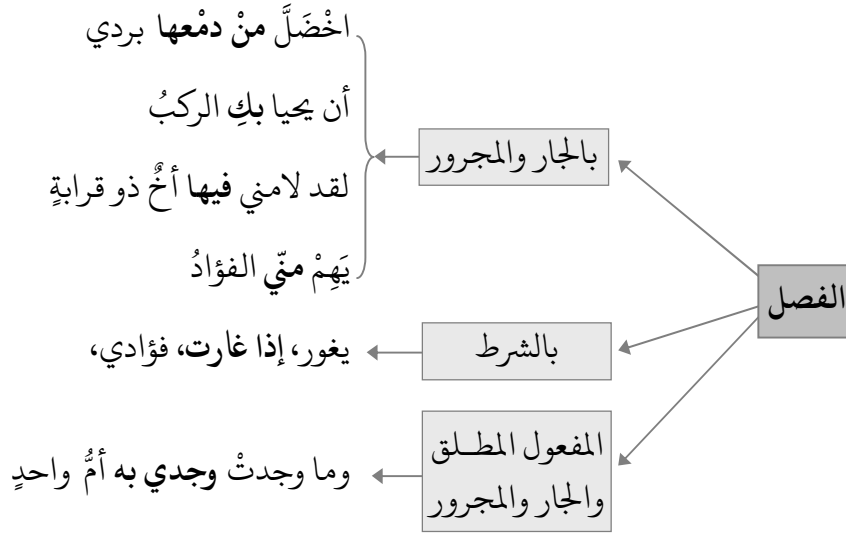 الفصل
بالجار والمجرور
اخْضَلَّ منْ دمْعها بردي
أن يحيا بكِ الركبُ
لقد لامني فيها أخٌ ذو قرابةٍ
يَهِمْ منّي الفؤادُ
بالشرط
يغور، إذا غارت، فؤادي،
المفعول المطلق
والجار والمجرور
وما وجدتْ وجدي به أمُّ واحدٍ